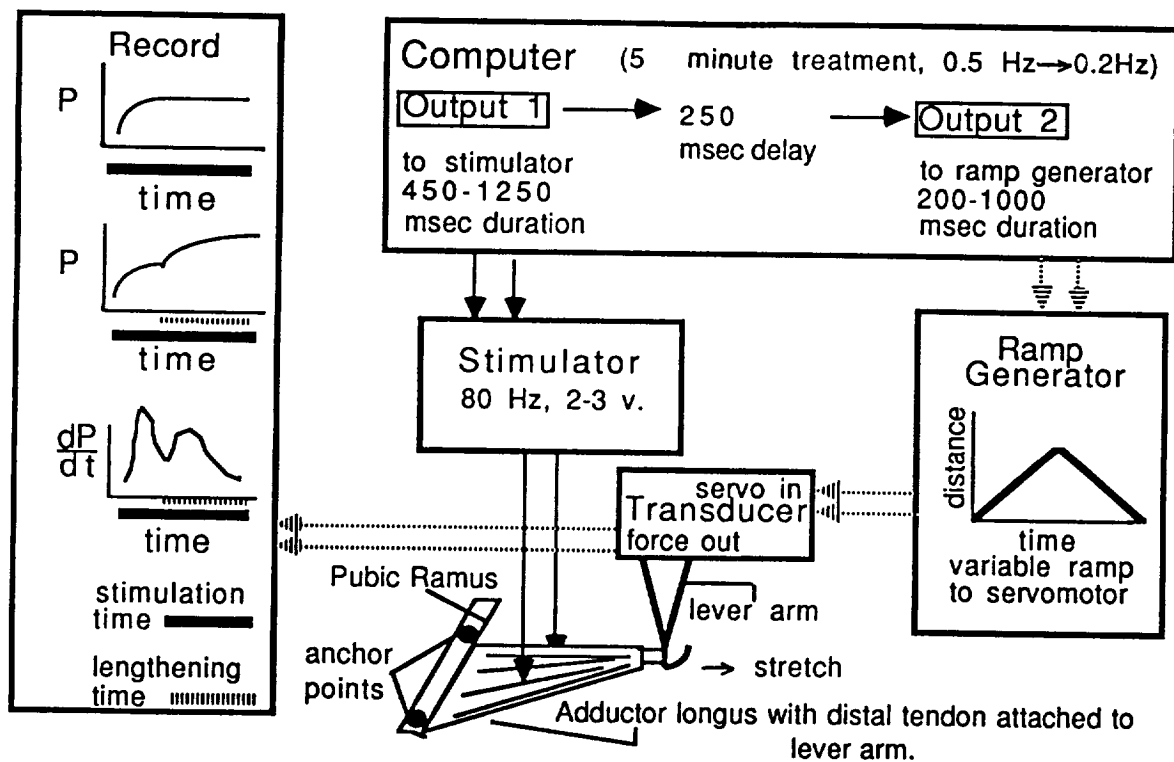 Record
P
time
P
time
dP
dt
time
stimulation
time
lengthening
time
Computer (5 minute treatment, 0.5 Hz→0.2Hz)
Output 1
250
msec delay
Output 2
to stimulator
450-1250
msec duration
to ramp generator
200-1000
msec duration
Stimulator
80 Hz, 2-3 v.
Ramp
Generator
distance
time
variable ramp
to servomotor
servo in
Transducer
force out
lever arm
Pubic Ramus
anchor
points
→ stretch
Adductor longus with distal tendon attached to
lever arm.